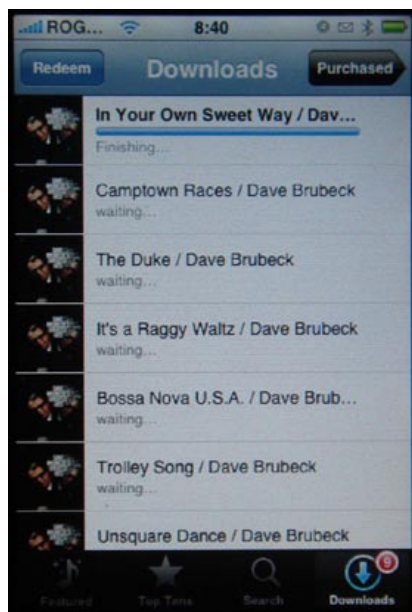 ROG... 8:40
Redeem Downloads Purchased
In Your Own Sweet Way / Dav...
Finishing...
Camptown Races / Dave Brubeck
waiting...
The Duke / Dave Brubeck
waiting...
It's a Raggy Waltz / Dave Brubeck
waiting...
Bossa Nova U.S.A. / Dave Brub...
waiting...
Trolley Song / Dave Brubeck
waiting...
Unsquare Dance / Dave Brubeck
9
Featured Top Tens Search Downloads